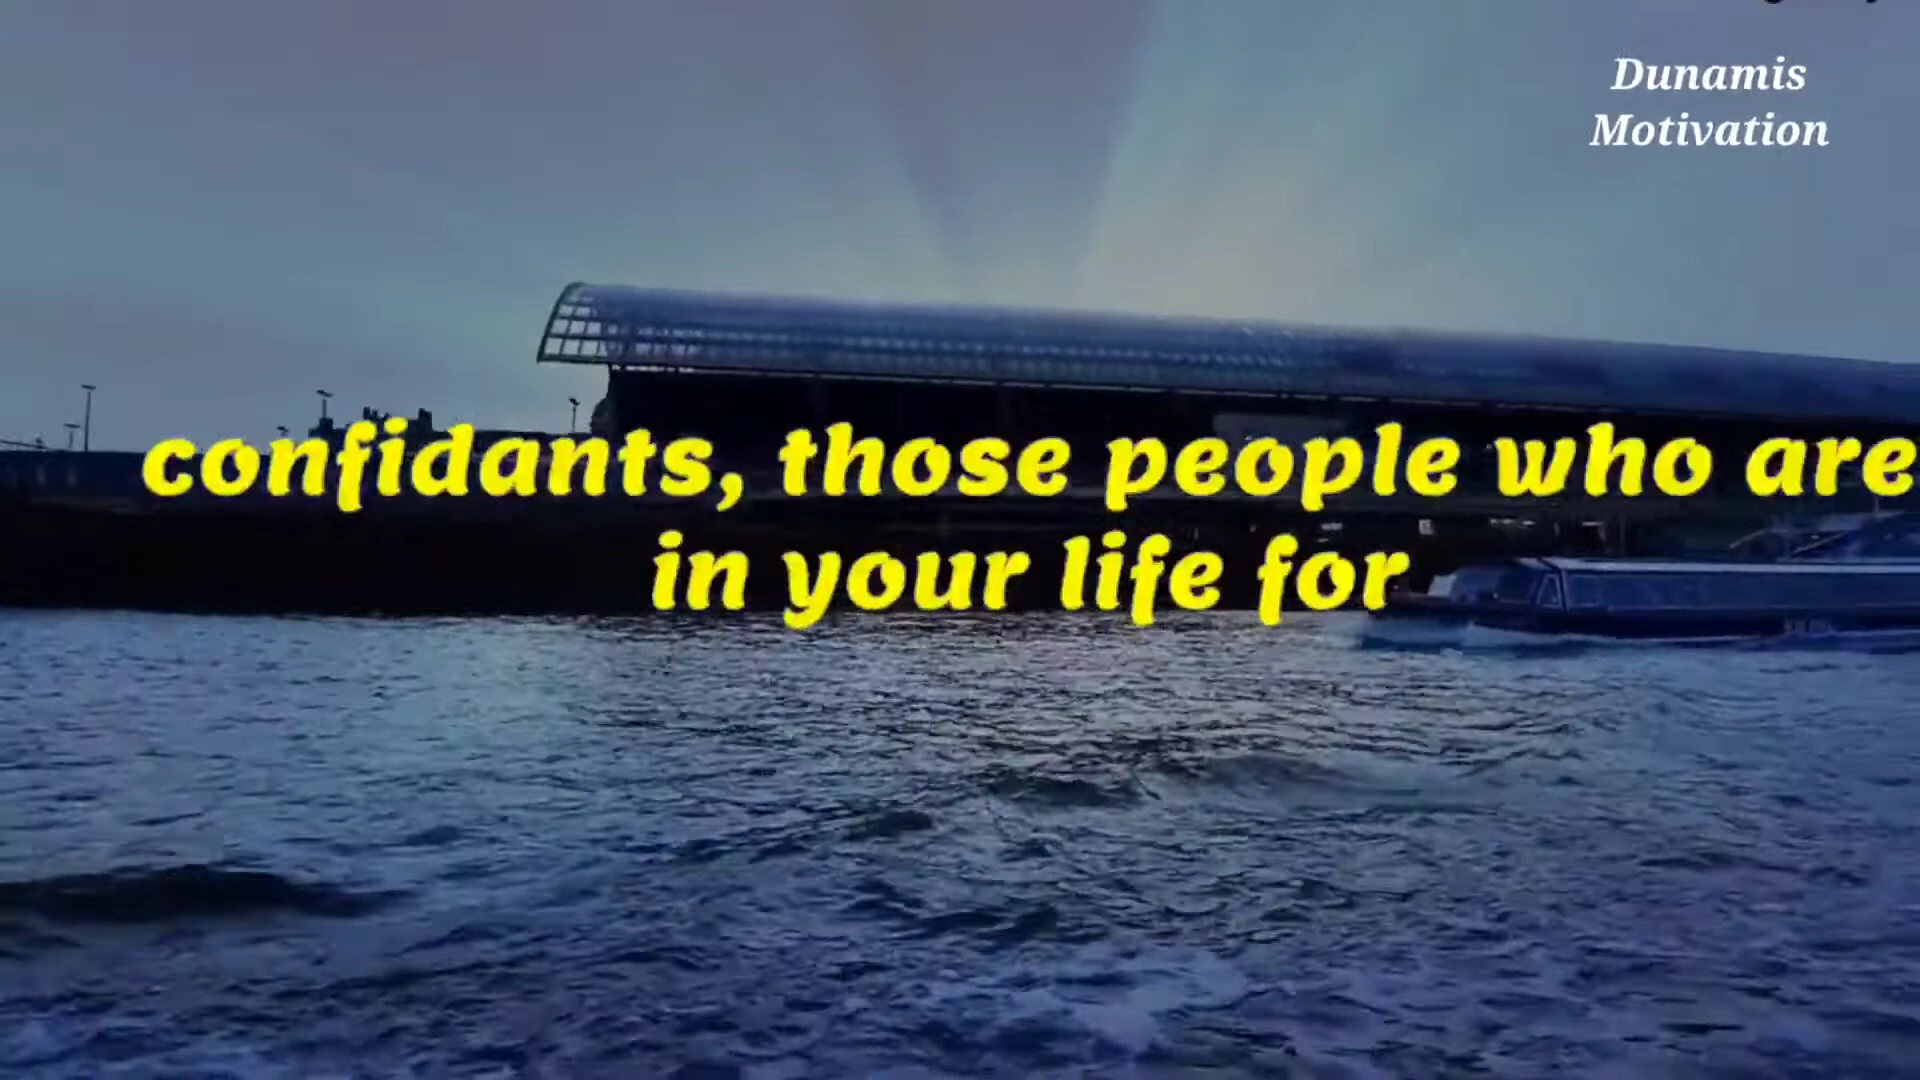 Dunamis
Motivation
confidants, those people who are
in your life for